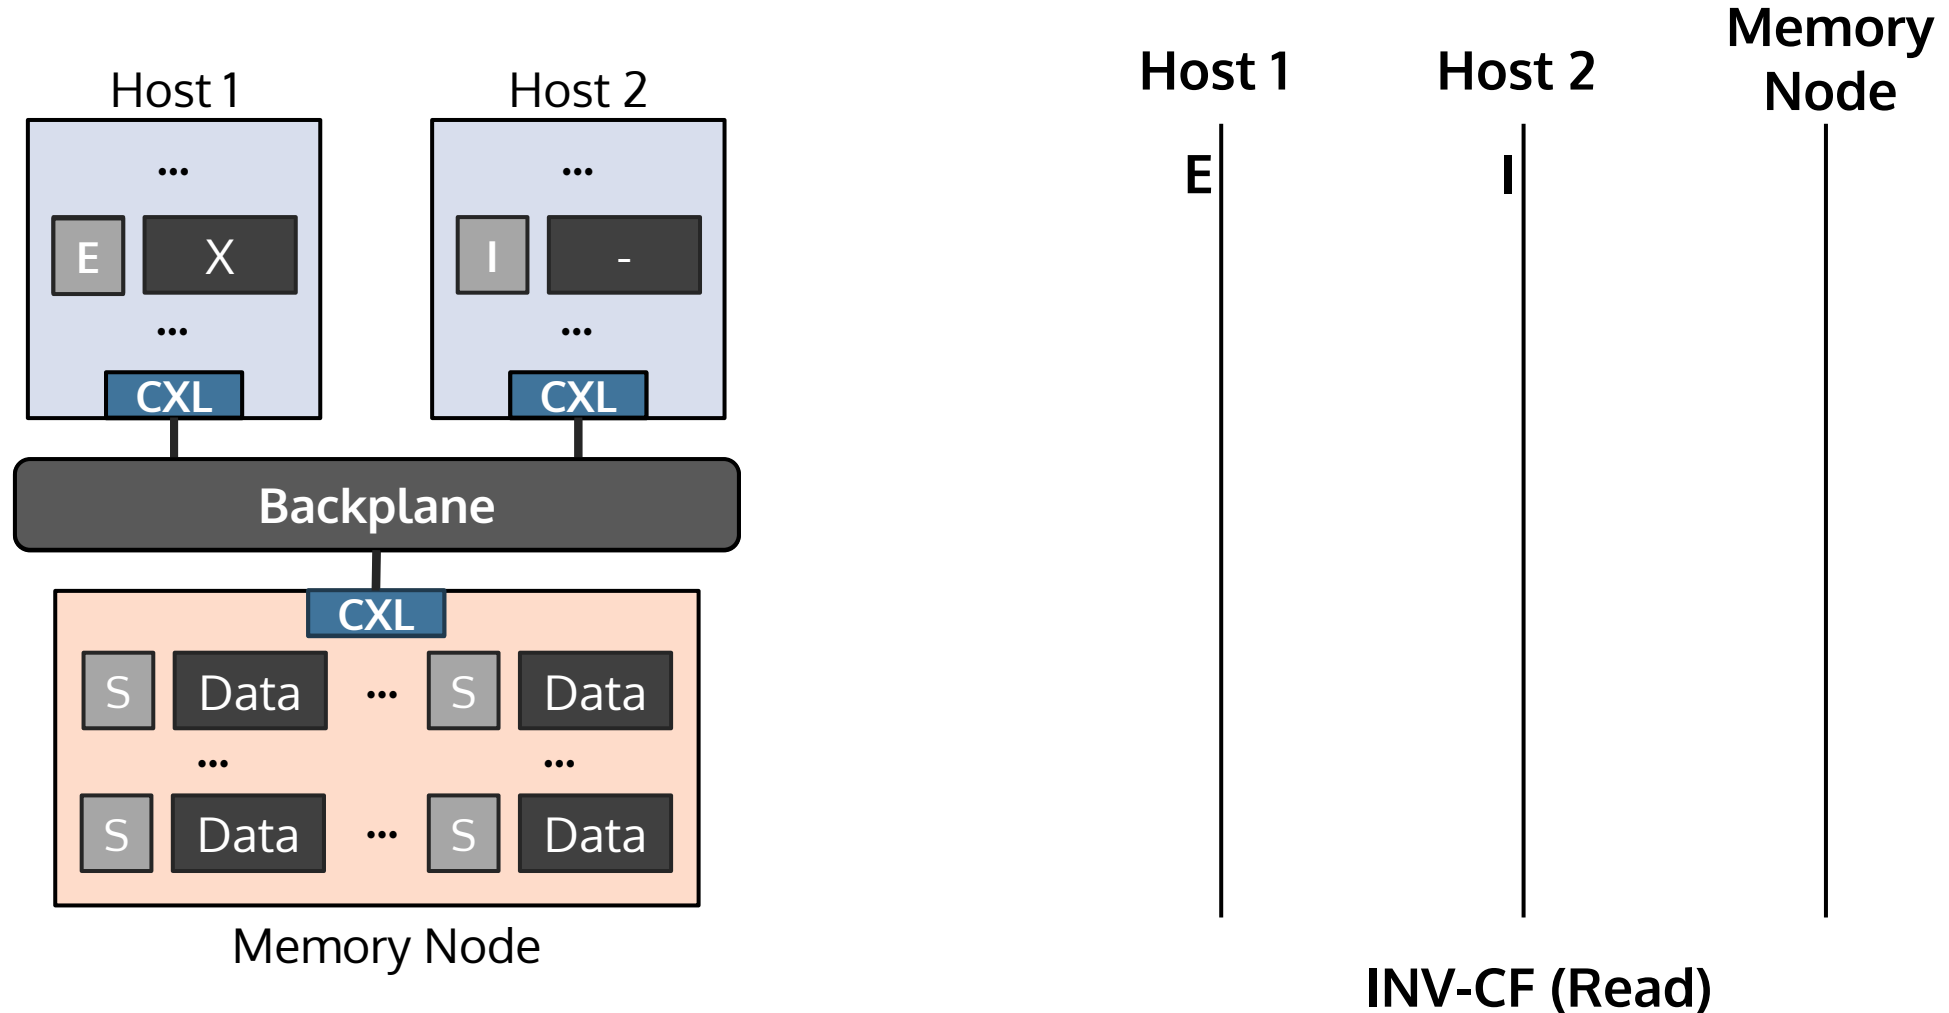 Host 1
Host 2
...
...
E
X
I
-
...
...
CXL
CXL
Backplane
CXL
S
Data
...
S
Data
...
...
S
Data
...
S
Data
Memory Node
Host 1
Host 2
Memory
Node
E
I
INV-CF (Read)